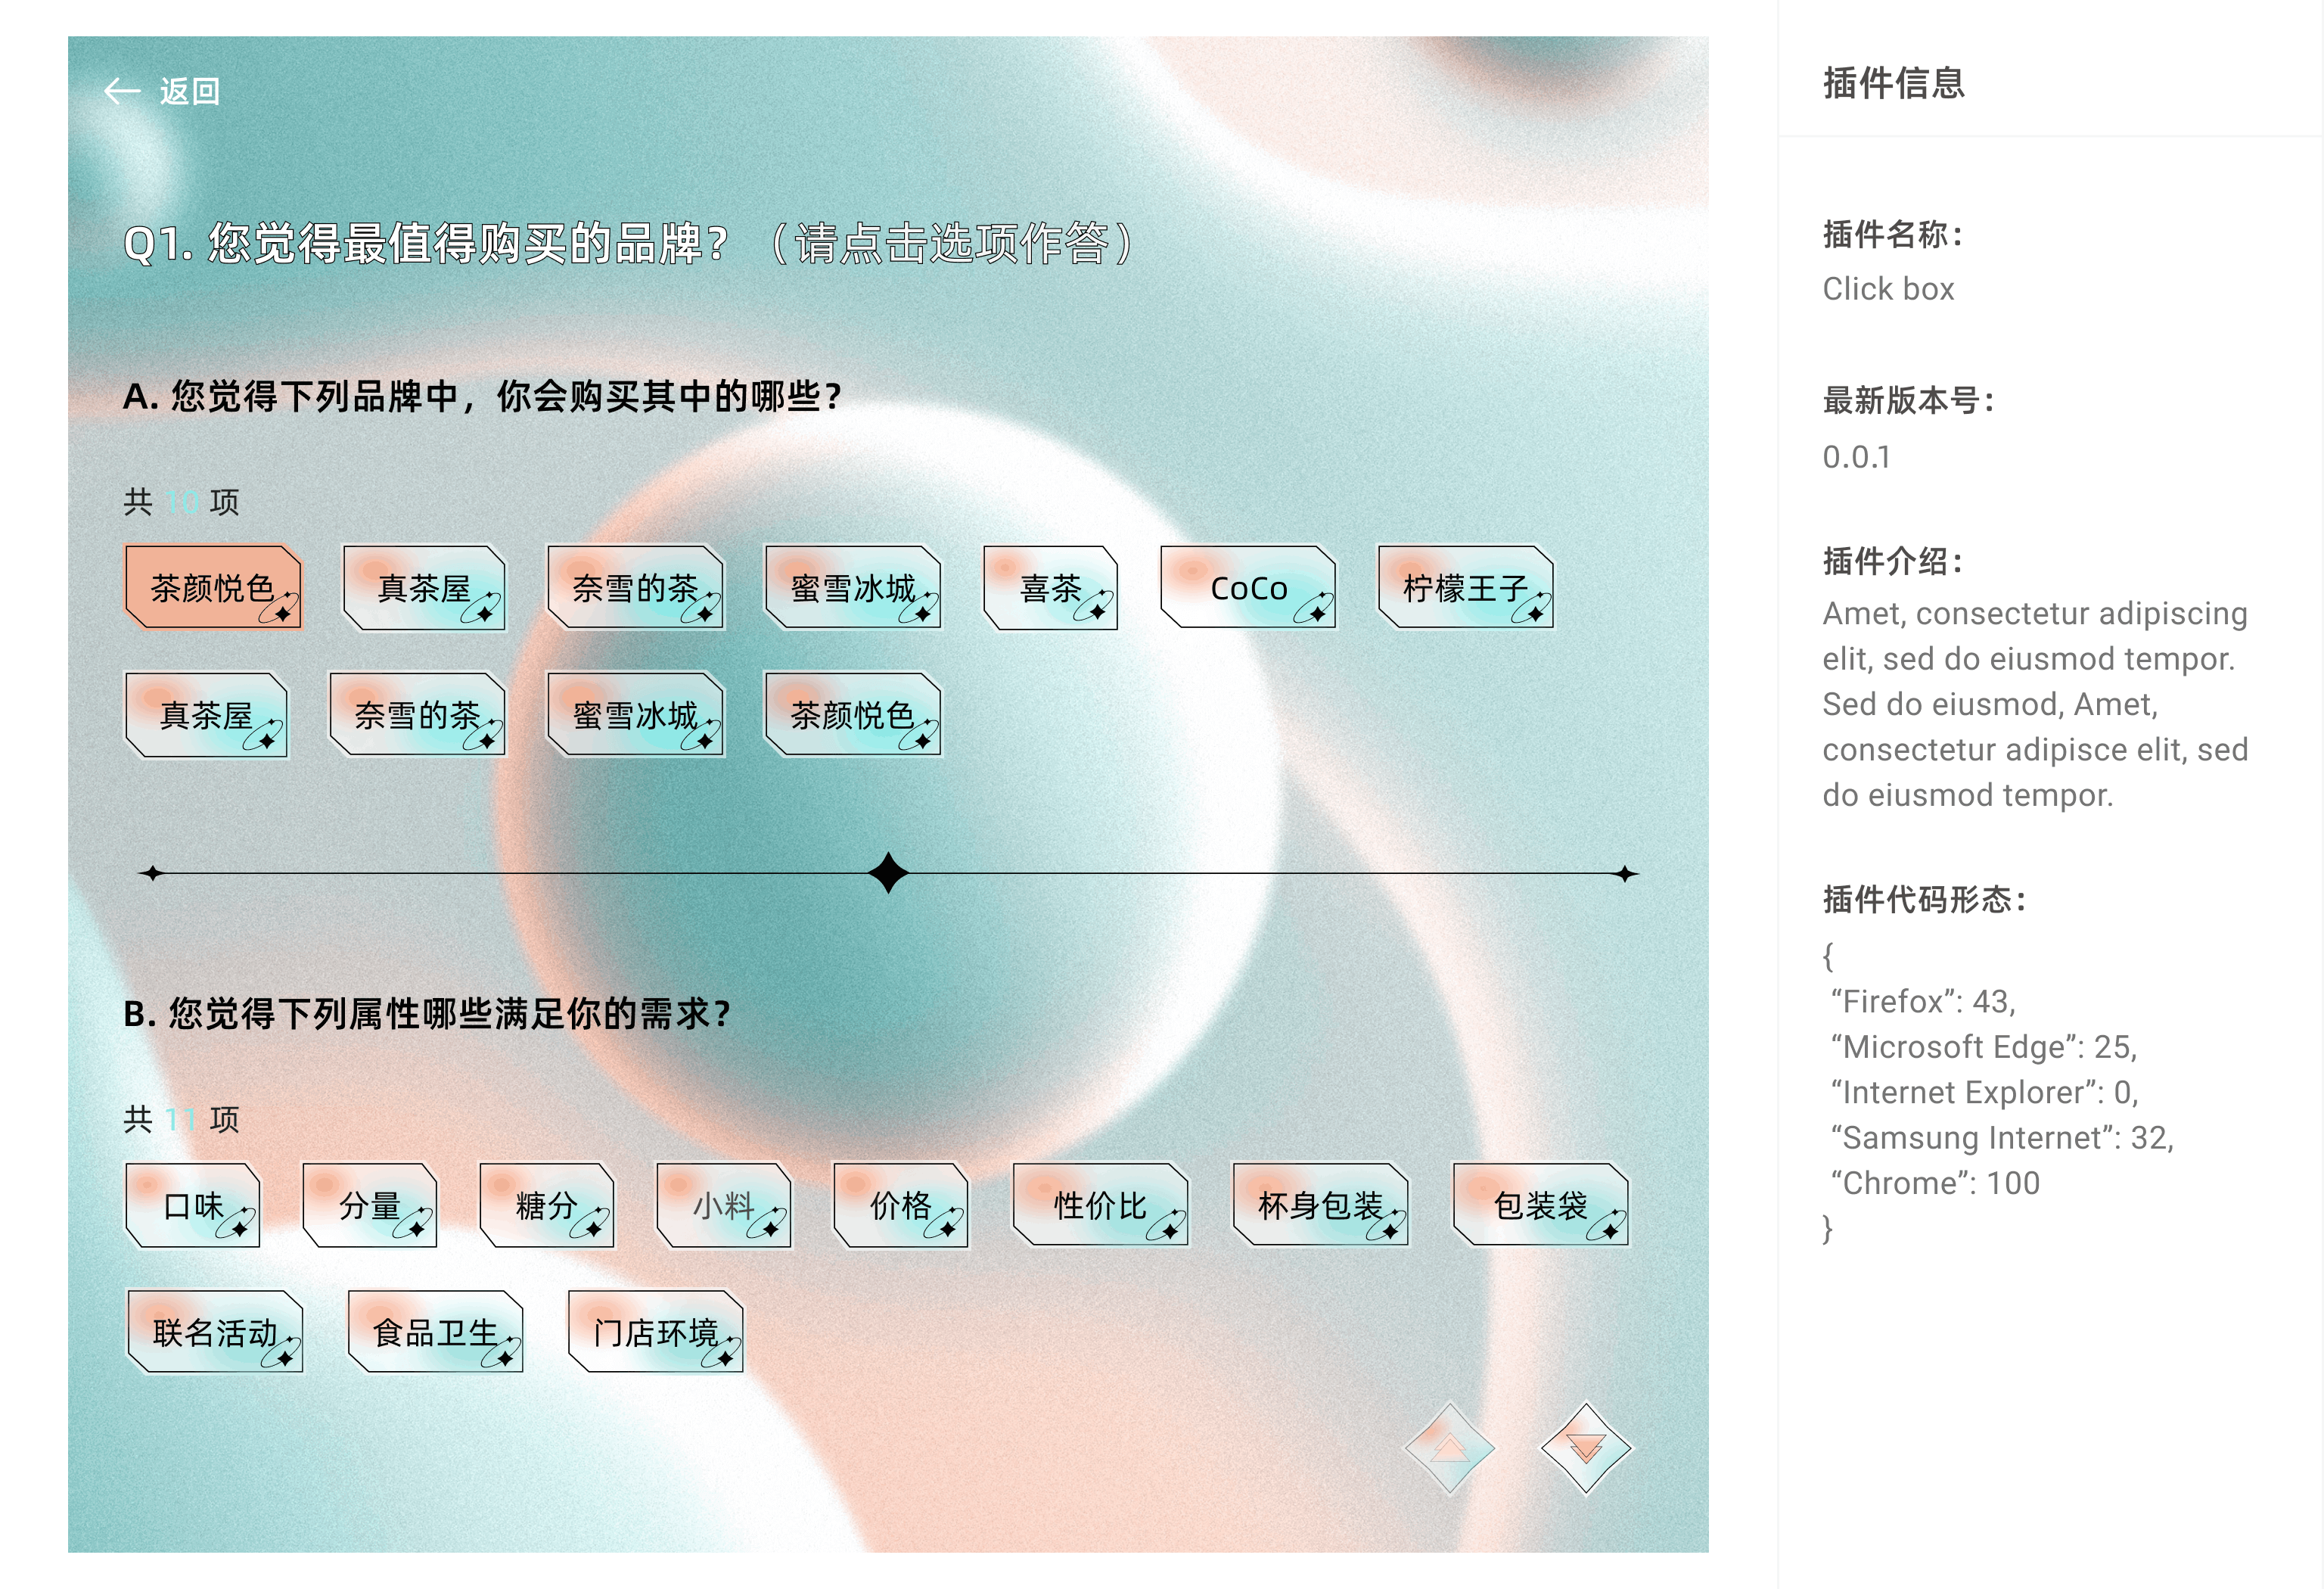 返回
Q1. 您觉得最值得购买的品牌？（请点击选项作答）
A. 您觉得下列品牌中，你会购买其中的哪些？
共 10 项
茶颜悦色 真茶屋 奈雪的茶 蜜雪冰城 喜茶 CoCo 柠檬王子
真茶屋 奈雪的茶 蜜雪冰城 茶颜悦色
B. 您觉得下列属性哪些满足你的需求？
共 11 项
口味 分量 糖分 小料 价格 性价比 杯身包装 包装袋
联名活动 食品卫生 门店环境
插件信息
插件名称：
Click box
最新版本号：
0.0.1
插件介绍：
Amet, consectetur adipiscing
elit, sed do eiusmod tempor.
Sed do eiusmod, Amet,
consectetur adipisce elit, sed
do eiusmod tempor.
插件代码形态：
{
“Firefox”: 43,
“Microsoft Edge”: 25,
“Internet Explorer”: 0,
“Samsung Internet”: 32,
“Chrome”: 100
}